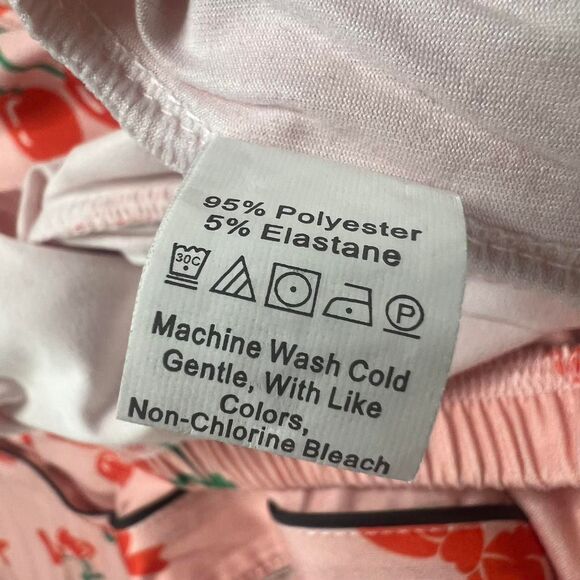 95% Polyester
5% Elastane
30C P
Machine Wash Cold
Gentle, With Like
Colors,
Non-Chlorine Bleach